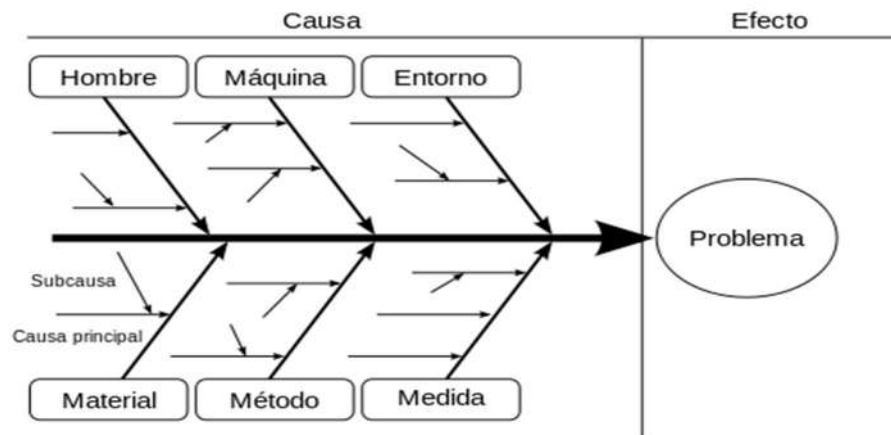 Causa
Efecto
Hombre
Máquina
Entorno
Problema
Subcausa
Causa principal
Material
Método
Medida